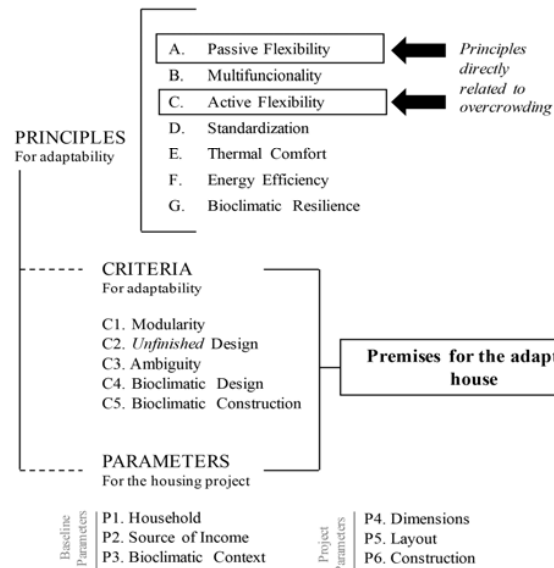 A. Passive Flexibility
B. Multifuncionality
C. Active Flexibility
D. Standardization
E. Thermal Comfort
F. Energy Efficiency
G. Bioclimatic Resilience
Principles
directly
related to
overcrowding
PRINCIPLES
For adaptability
CRITERIA
For adaptability
C1. Modularity
C2. Unfinished Design
C3. Ambiguity
C4. Bioclimatic Design
C5. Bioclimatic Construction
Premises for the adapt
house
PARAMETERS
For the housing project
Baseline
Parameters
P1. Household
P2. Source of Income
P3. Bioclimatic Context
Project
Parameters
P4. Dimensions
P5. Layout
P6. Construction